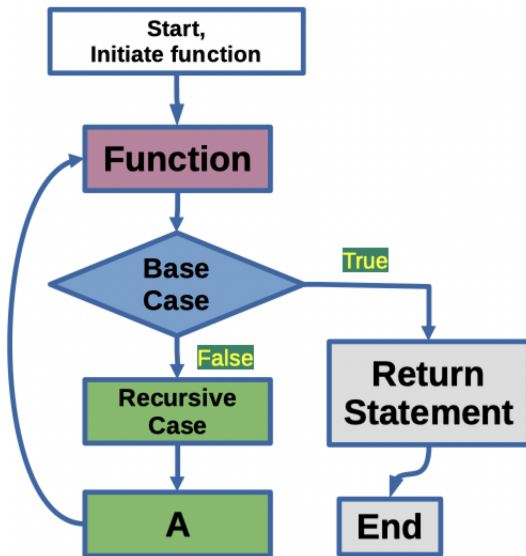 Start,
Initiate function
Function
Base
Case
True
False
Recursive
Case
Return
Statement
A
End